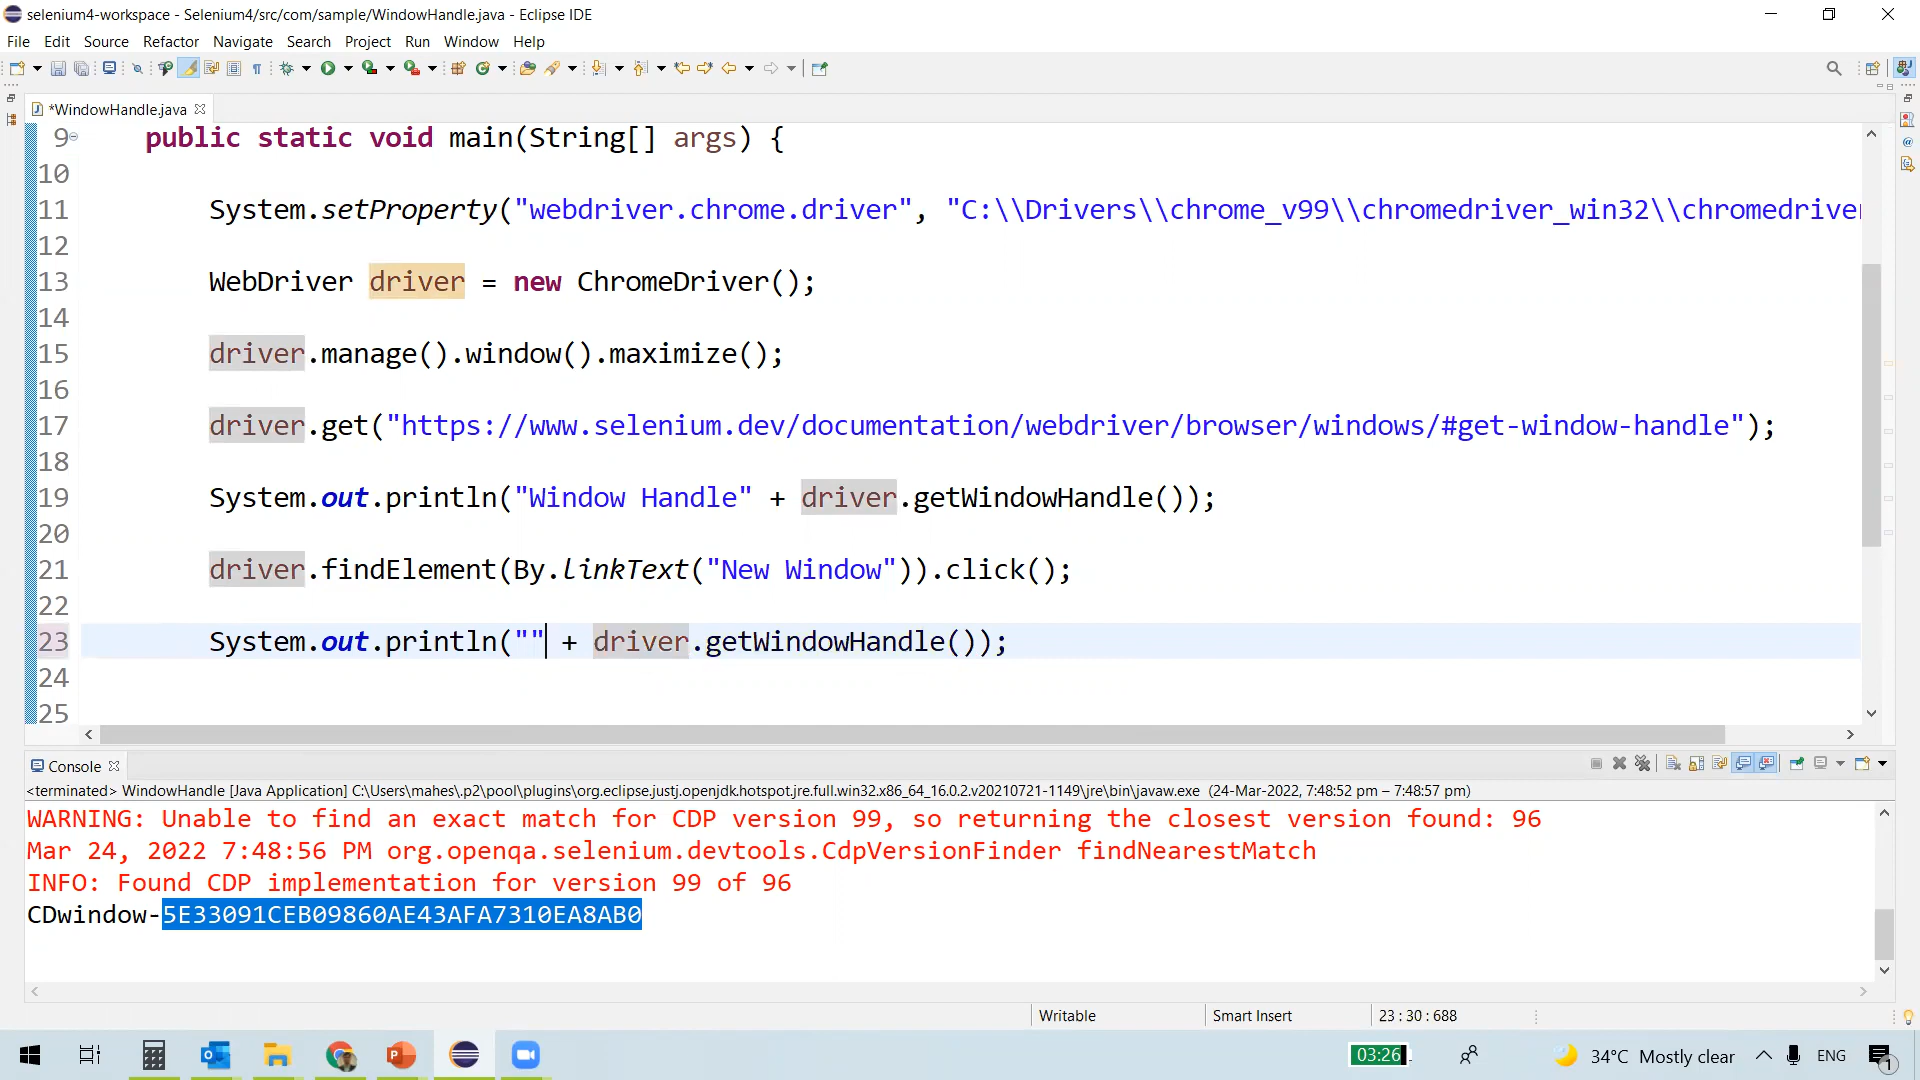 selenium4-workspace - Selenium4/src/com/sample/WindowHandle.java - Eclipse IDE
File Edit Source Refactor Navigate Search Project Run Window Help
*WindowHandle.java
9 public static void main(String[] args) {
10
11 System.setProperty("webdriver.chrome.driver", "C:\\Drivers\\chrome_v99\\chromedriver_win32\\chromedriver
12
13 WebDriver driver = new ChromeDriver();
14
15 driver.manage().window().maximize();
16
17 driver.get("https://www.selenium.dev/documentation/webdriver/browser/windows/#get-window-handle");
18
19 System.out.println("Window Handle" + driver.getWindowHandle());
20
21 driver.findElement(By.linkText("New Window")).click();
22
23 System.out.println("" + driver.getWindowHandle());
24
25
Console
<terminated> WindowHandle [Java Application] C:\Users\mahes\.p2\pool\plugins\org.eclipse.justj.openjdk.hotspot.jre.full.win32.x86_64_16.0.2.v20210721-1149\jre\bin\javaw.exe (24-Mar-2022, 7:48:52 pm – 7:48:57 pm)
WARNING: Unable to find an exact match for CDP version 99, so returning the closest version found: 96
Mar 24, 2022 7:48:56 PM org.openqa.selenium.devtools.CdpVersionFinder findNearestMatch
INFO: Found CDP implementation for version 99 of 96
CDwindow-5E33091CEB09860AE43AFA7310EA8AB0
Writable Smart Insert 23 : 30 : 688
03:26 34°C Mostly clear ENG 1